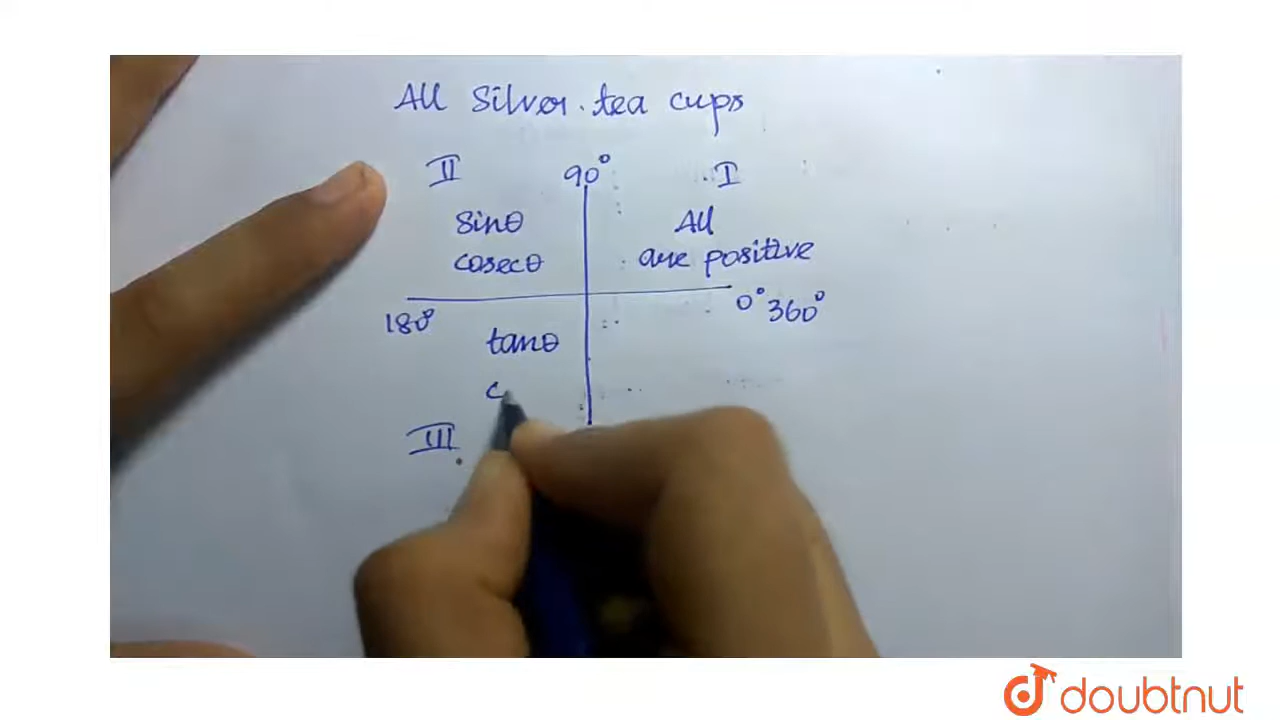 All Silver tea cups
II 90° I
sinθ All
cosecθ are positive
180° 0° 360°
tanθ
c
III
doubtnut